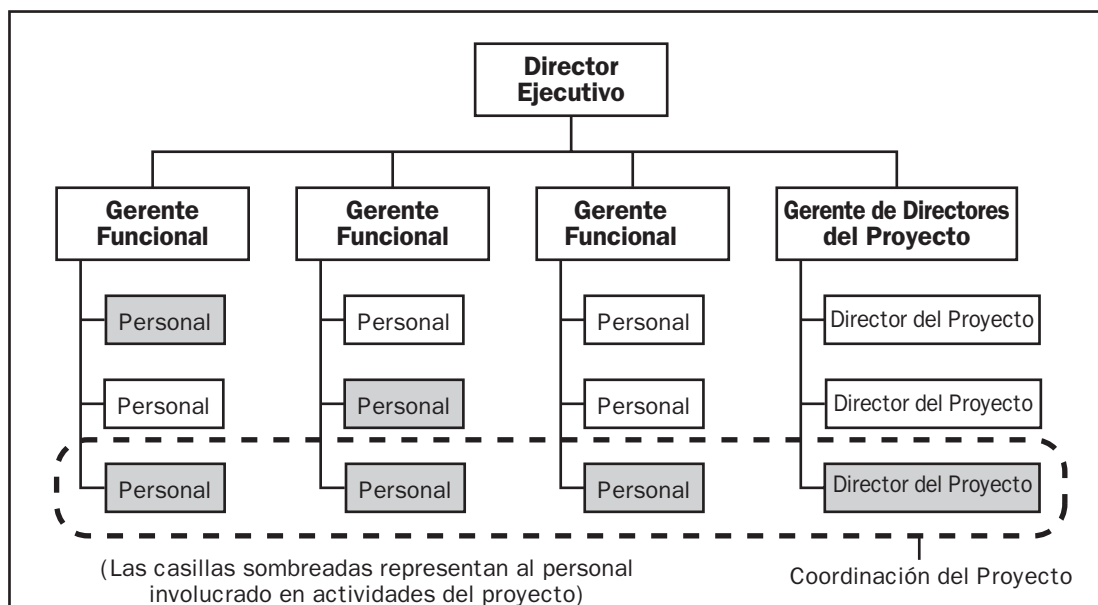 Director
Ejecutivo
Gerente
Funcional
Gerente
Funcional
Gerente
Funcional
Gerente de Directores
del Proyecto
Personal
Personal
Personal
Director del Proyecto
Personal
Personal
Personal
Director del Proyecto
Personal
Personal
Personal
Director del Proyecto
(Las casillas sombreadas representan al personal
involucrado en actividades del proyecto)
Coordinación del Proyecto